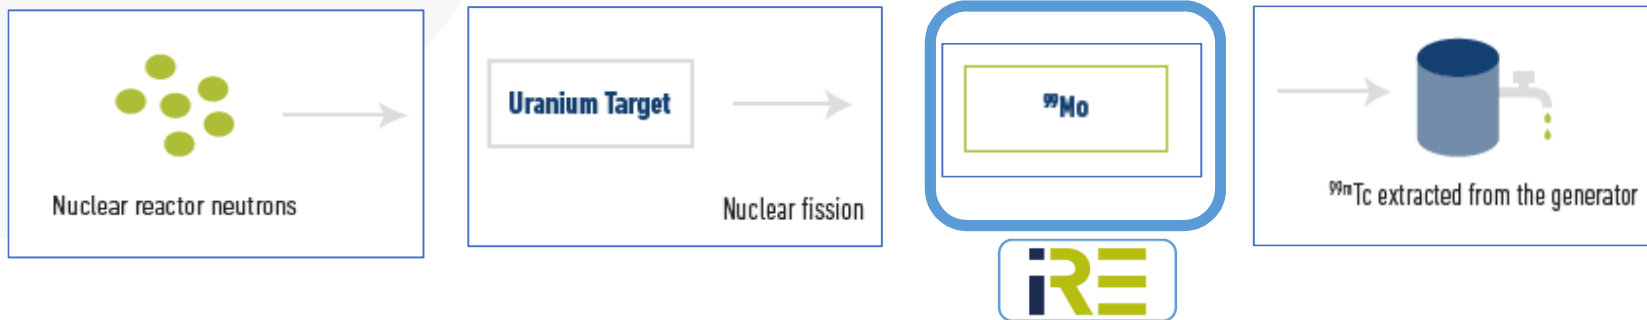 Nuclear reactor neutrons
Uranium Target
Nuclear fission
⁹⁹Mo
iRE
⁹⁹ᵐTc extracted from the generator